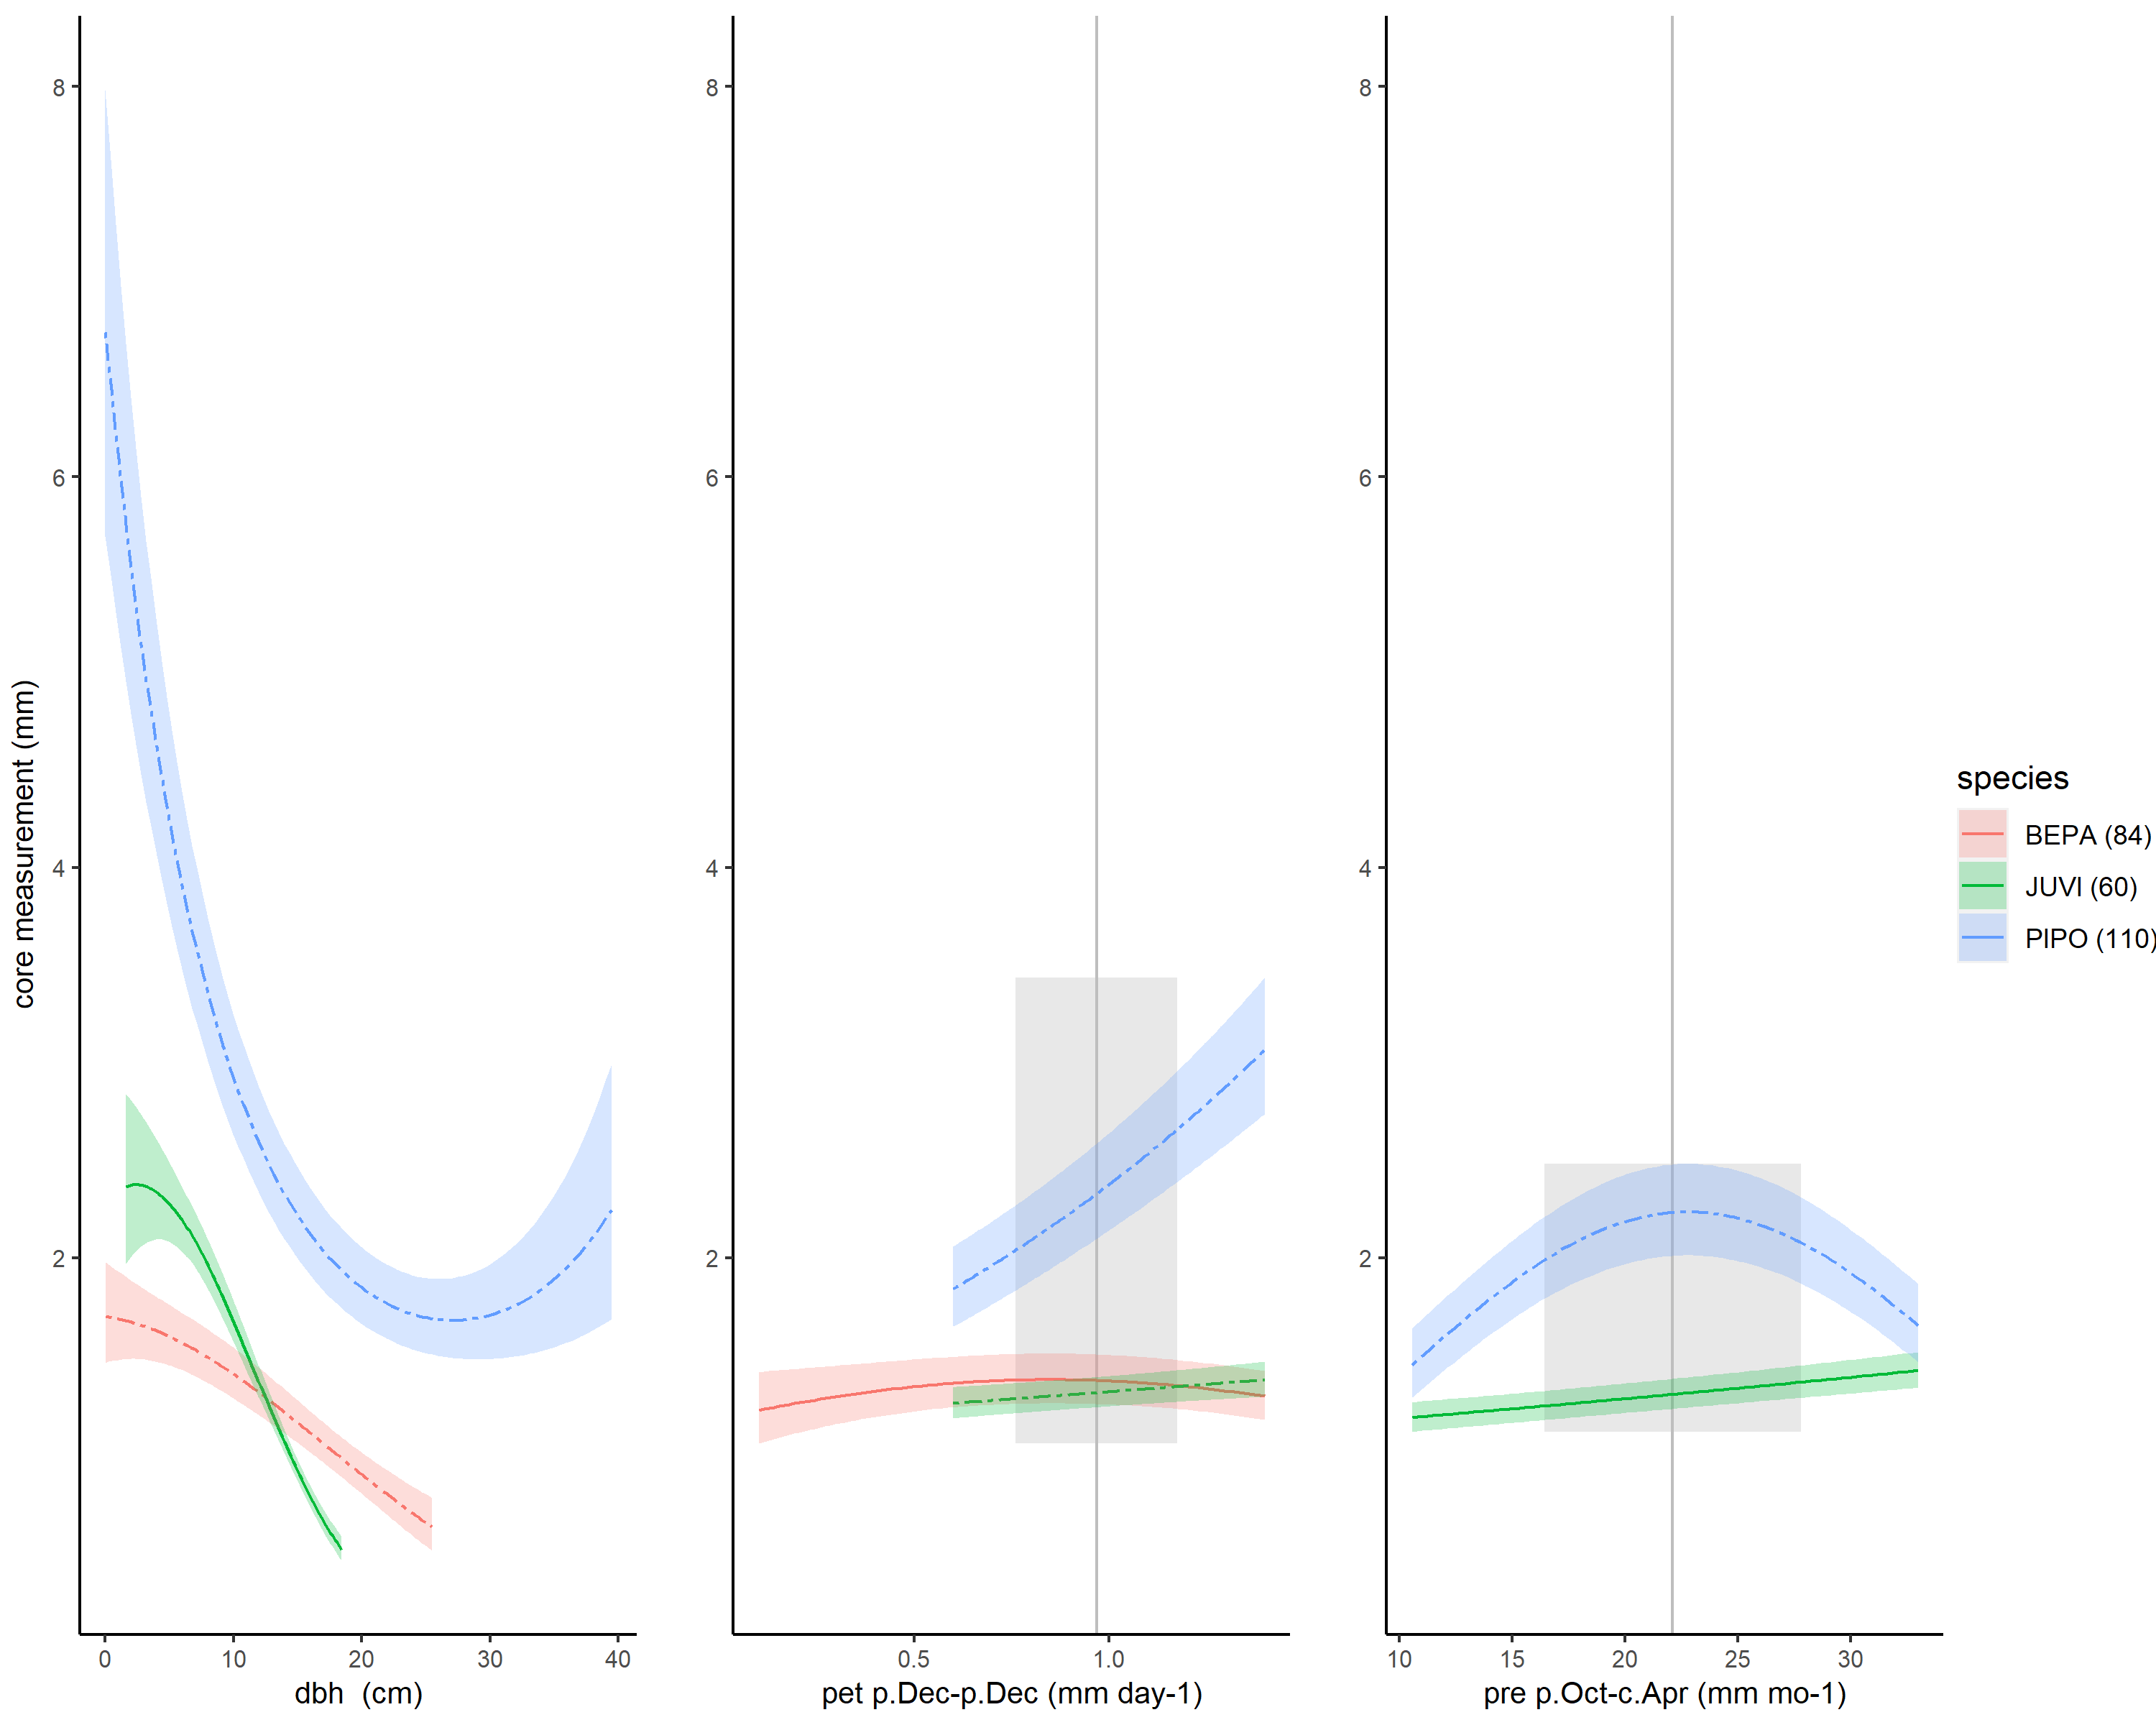 core measurement (mm)
8
6
4
2
0 10 20 30 40
dbh  (cm)
8
6
4
2
0.5 1.0
pet p.Dec-p.Dec (mm day-1)
8
6
4
2
10 15 20 25 30
pre p.Oct-c.Apr (mm mo-1)
species
BEPA (84)
JUVI (60)
PIPO (110)